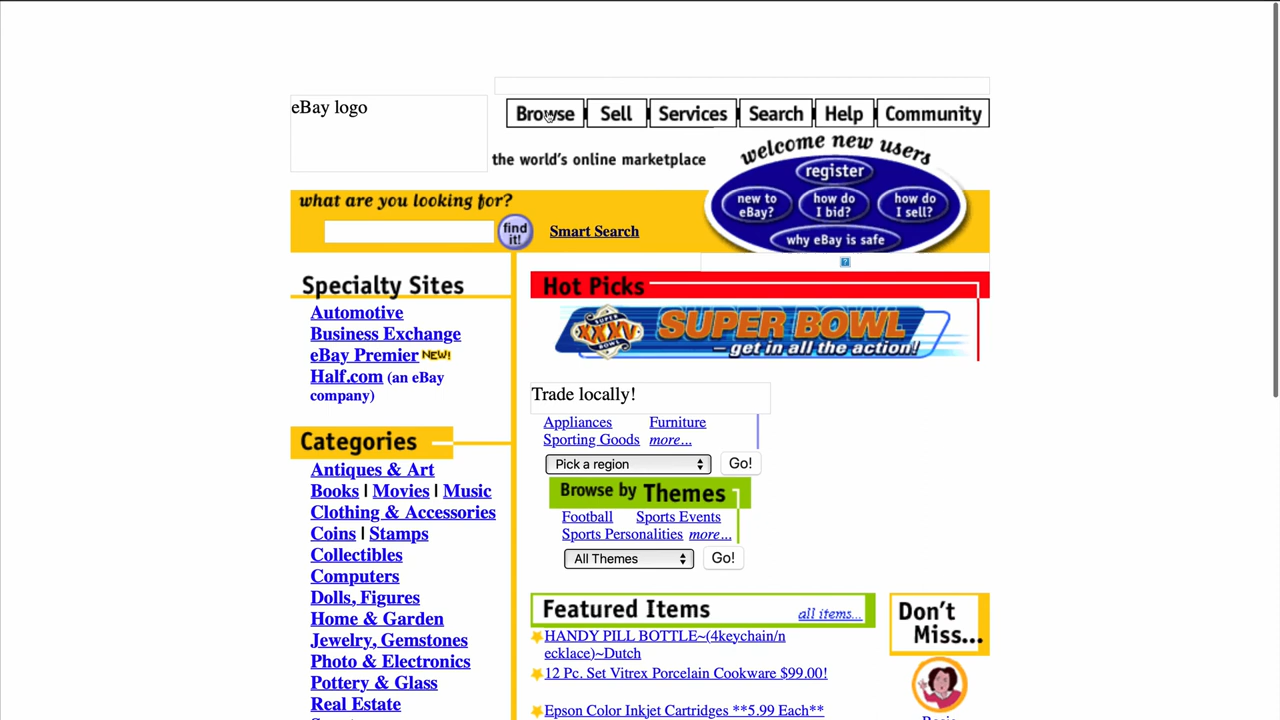 eBay logo
Browse Sell Services Search Help Community
the world's online marketplace
welcome new users
register
new to eBay?
how do I bid?
how do I sell?
why eBay is safe
what are you looking for?
find it!
Smart Search
Specialty Sites
Automotive
Business Exchange
eBay Premier NEW!
Half.com (an eBay
company)
Categories
Antiques & Art
Books | Movies | Music
Clothing & Accessories
Coins | Stamps
Collectibles
Computers
Dolls, Figures
Home & Garden
Jewelry, Gemstones
Photo & Electronics
Pottery & Glass
Real Estate
Hot Picks
SUPER XXXV BOWL
SUPER BOWL
– get in all the action!
Trade locally!
Appliances Furniture
Sporting Goods more...
Pick a region Go!
Browse by Themes
Football Sports Events
Sports Personalities more...
All Themes Go!
Featured Items all items...
HANDY PILL BOTTLE~(4keychain/n
ecklace)~Dutch
12 Pc. Set Vitrex Porcelain Cookware $99.00!
Epson Color Inkjet Cartridges **5.99 Each**
Don't
Miss...